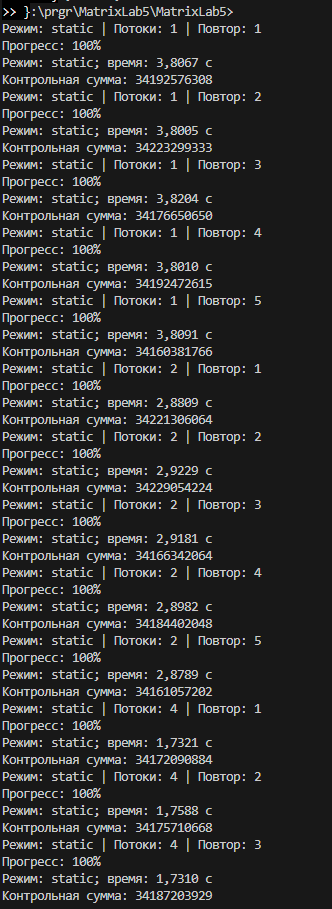 >> }:\prgr\MatrixLab5\MatrixLab5>
Режим: static | Потоки: 1 | Повтор: 1
Прогресс: 100%
Режим: static; время: 3,8067 с
Контрольная сумма: 34192576308
Режим: static | Потоки: 1 | Повтор: 2
Прогресс: 100%
Режим: static; время: 3,8005 с
Контрольная сумма: 34223299333
Режим: static | Потоки: 1 | Повтор: 3
Прогресс: 100%
Режим: static; время: 3,8204 с
Контрольная сумма: 34176650650
Режим: static | Потоки: 1 | Повтор: 4
Прогресс: 100%
Режим: static; время: 3,8010 с
Контрольная сумма: 34192472615
Режим: static | Потоки: 1 | Повтор: 5
Прогресс: 100%
Режим: static; время: 3,8091 с
Контрольная сумма: 34160381766
Режим: static | Потоки: 2 | Повтор: 1
Прогресс: 100%
Режим: static; время: 2,8809 с
Контрольная сумма: 34221306064
Режим: static | Потоки: 2 | Повтор: 2
Прогресс: 100%
Режим: static; время: 2,9229 с
Контрольная сумма: 34229054224
Режим: static | Потоки: 2 | Повтор: 3
Прогресс: 100%
Режим: static; время: 2,9181 с
Контрольная сумма: 34166342064
Режим: static | Потоки: 2 | Повтор: 4
Прогресс: 100%
Режим: static; время: 2,8982 с
Контрольная сумма: 34184402048
Режим: static | Потоки: 2 | Повтор: 5
Прогресс: 100%
Режим: static; время: 2,8789 с
Контрольная сумма: 34161057202
Режим: static | Потоки: 4 | Повтор: 1
Прогресс: 100%
Режим: static; время: 1,7321 с
Контрольная сумма: 34172090884
Режим: static | Потоки: 4 | Повтор: 2
Прогресс: 100%
Режим: static; время: 1,7588 с
Контрольная сумма: 34175710668
Режим: static | Потоки: 4 | Повтор: 3
Прогресс: 100%
Режим: static; время: 1,7310 с
Контрольная сумма: 34187203929